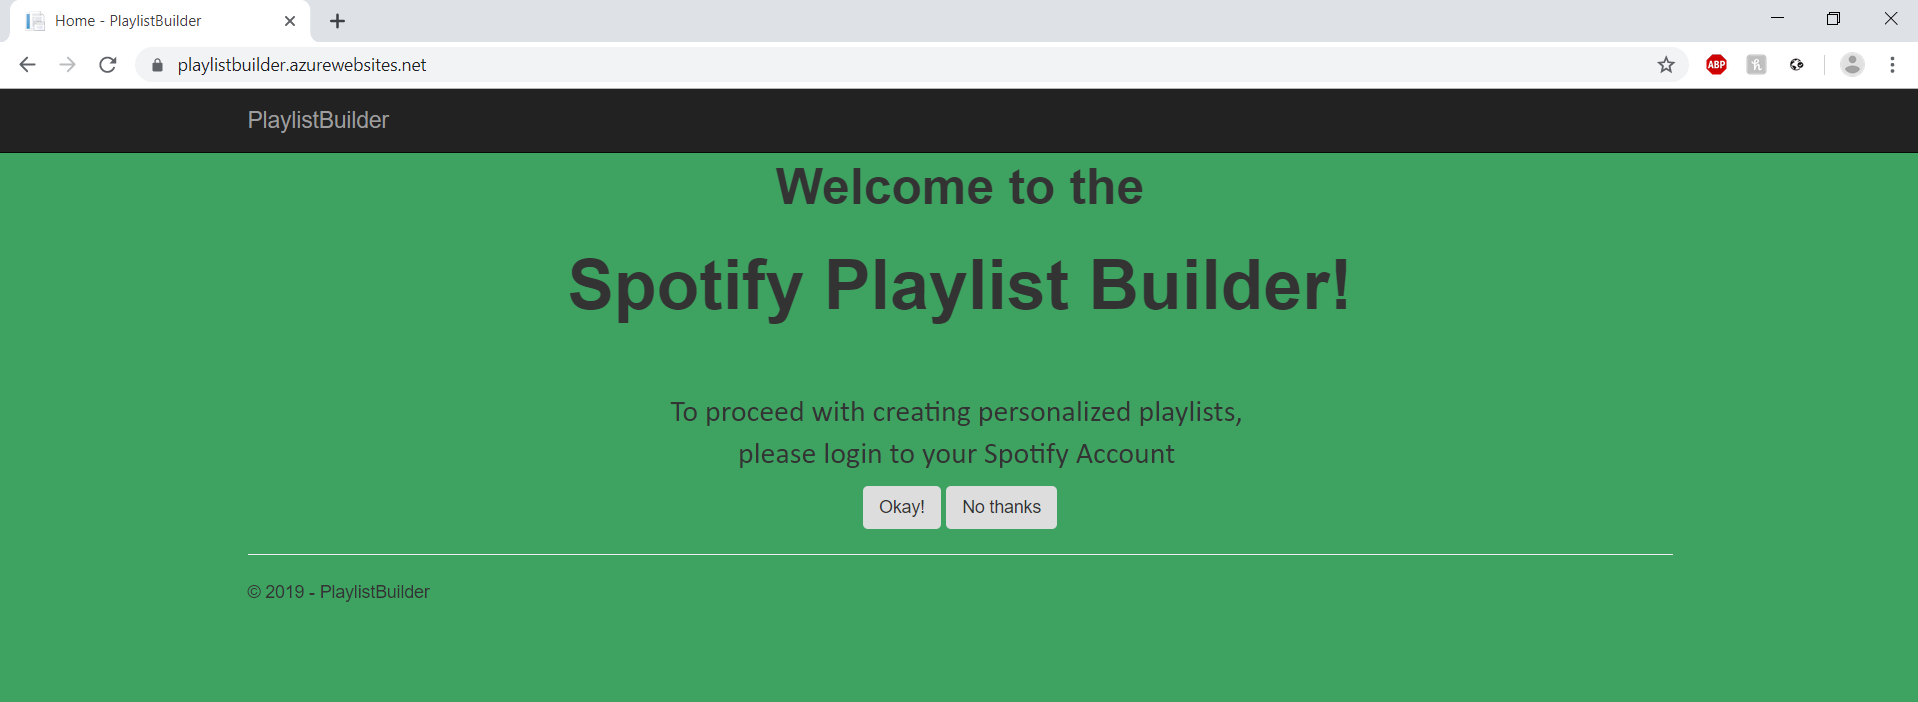 Home - PlaylistBuilder
playlistbuilder.azurewebsites.net
ABP
PlaylistBuilder
Welcome to the
Spotify Playlist Builder!
To proceed with creating personalized playlists,
please login to your Spotify Account
Okay! No thanks
© 2019 - PlaylistBuilder